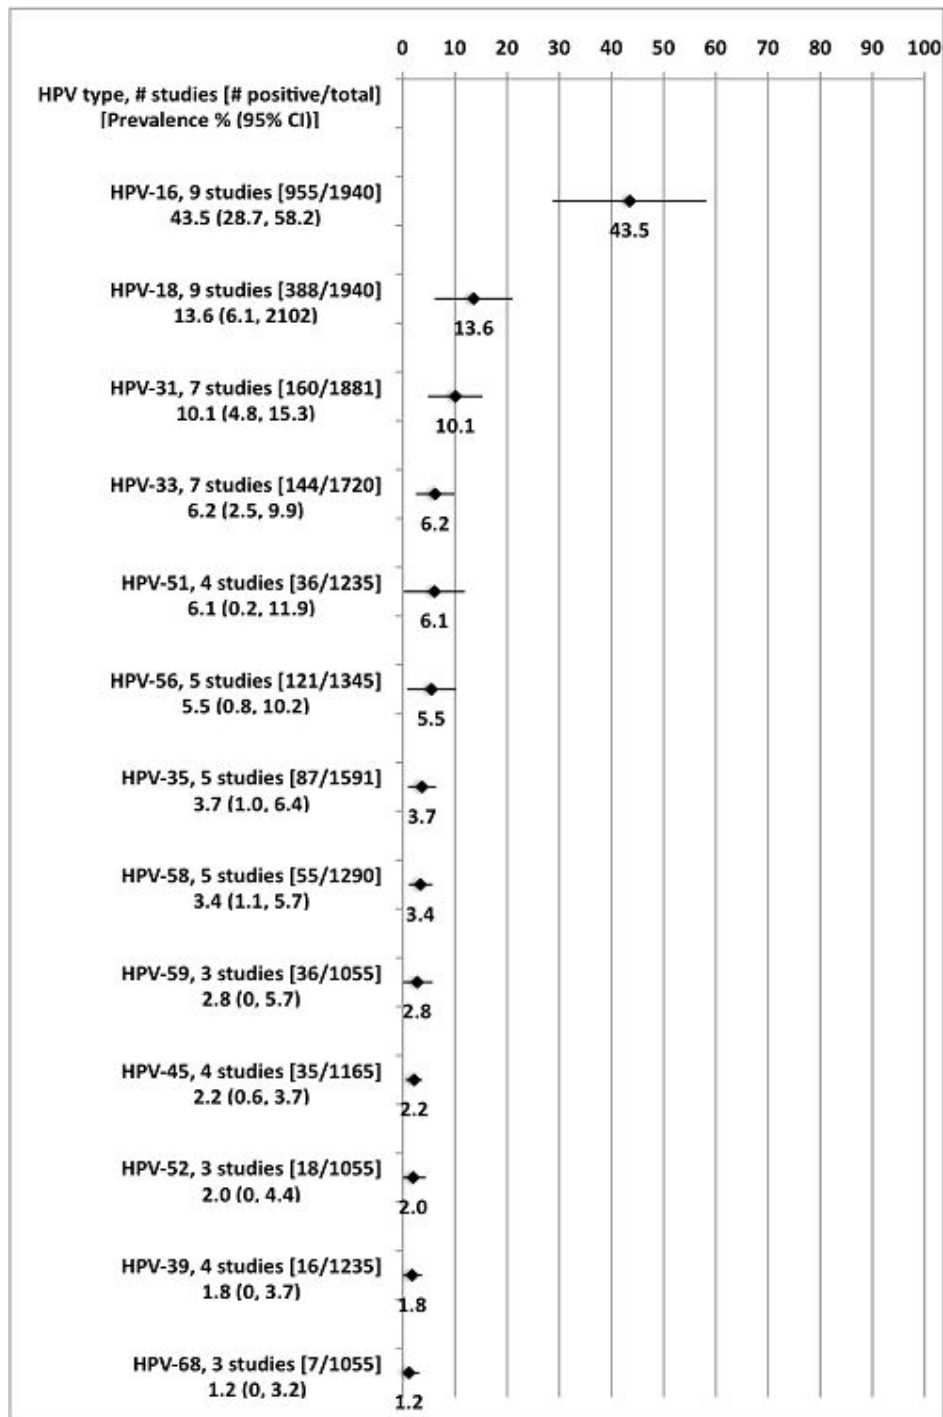 0 10 20 30 40 50 60 70 80 90 100
HPV type, # studies [# positive/total]
[Prevalence % (95% CI)]
HPV-16, 9 studies [955/1940]
43.5 (28.7, 58.2)
43.5
HPV-18, 9 studies [388/1940]
13.6 (6.1, 2102)
13.6
HPV-31, 7 studies [160/1881]
10.1 (4.8, 15.3)
10.1
HPV-33, 7 studies [144/1720]
6.2 (2.5, 9.9)
6.2
HPV-51, 4 studies [36/1235]
6.1 (0.2, 11.9)
6.1
HPV-56, 5 studies [121/1345]
5.5 (0.8, 10.2)
5.5
HPV-35, 5 studies [87/1591]
3.7 (1.0, 6.4)
3.7
HPV-58, 5 studies [55/1290]
3.4 (1.1, 5.7)
3.4
HPV-59, 3 studies [36/1055]
2.8 (0, 5.7)
2.8
HPV-45, 4 studies [35/1165]
2.2 (0.6, 3.7)
2.2
HPV-52, 3 studies [18/1055]
2.0 (0, 4.4)
2.0
HPV-39, 4 studies [16/1235]
1.8 (0, 3.7)
1.8
HPV-68, 3 studies [7/1055]
1.2 (0, 3.2)
1.2